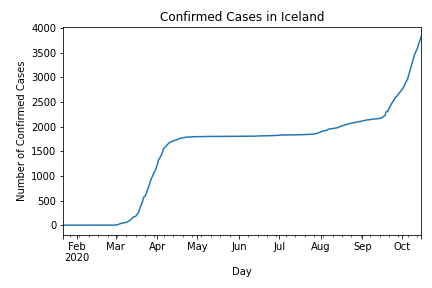 Confirmed Cases in Iceland
Number of Confirmed Cases
4000
3500
3000
2500
2000
1500
1000
500
0
Feb Mar Apr May Jun Jul Aug Sep Oct
2020
Day